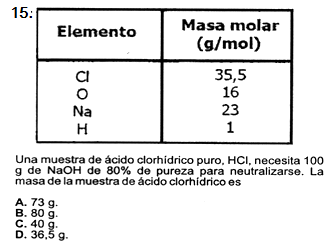 15:
Elemento Masa molar (g/mol)
Cl 35,5
O 16
Na 23
H 1
Una muestra de ácido clorhídrico puro, HCl, necesita 100
g de NaOH de 80% de pureza para neutralizarse. La
masa de la muestra de ácido clorhídrico es
A. 73 g.
B. 80 g.
C. 40 g.
D. 36,5 g.